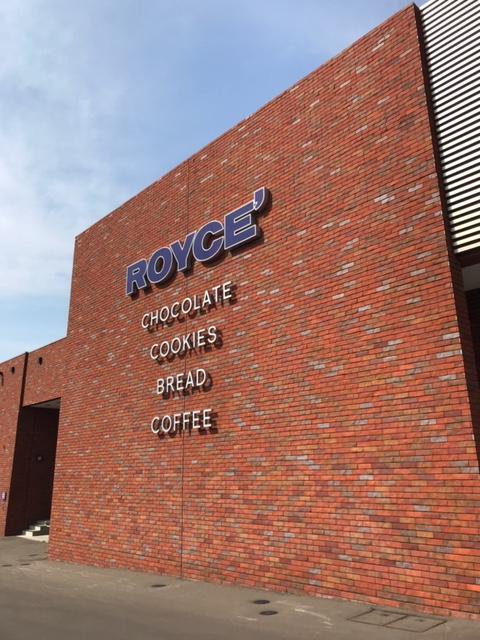 ROYCE'
CHOCOLATE
COOKIES
BREAD
COFFEE